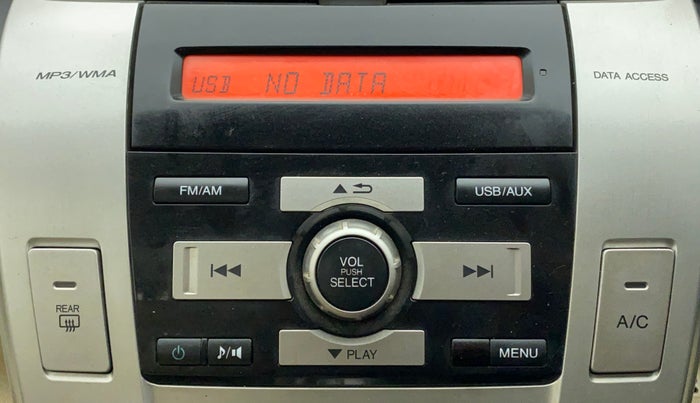 MP3/WMA
USB NO DATA
DATA ACCESS
FM/AM
USB/AUX
VOL
PUSH
SELECT
REAR
A/C
PLAY
MENU